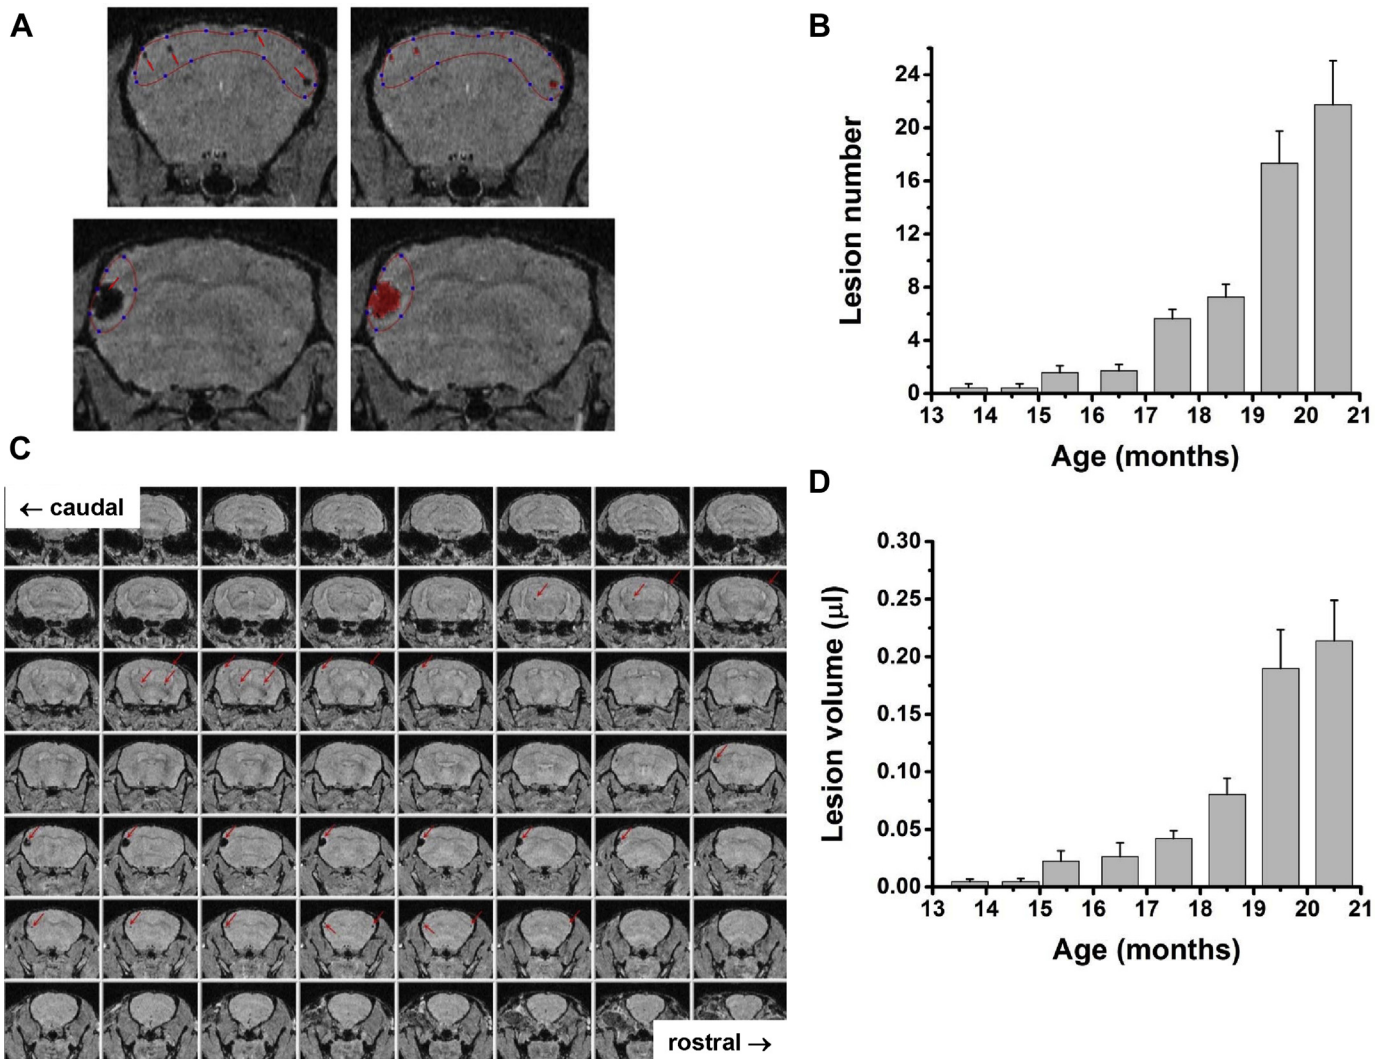 A
B
24
20
16
12
8
4
0
Lesion number
13 14 15 16 17 18 19 20 21
Age (months)
C
← caudal
rostral →
D
0.30
0.25
0.20
0.15
0.10
0.05
0.00
Lesion volume (µl)
13 14 15 16 17 18 19 20 21
Age (months)